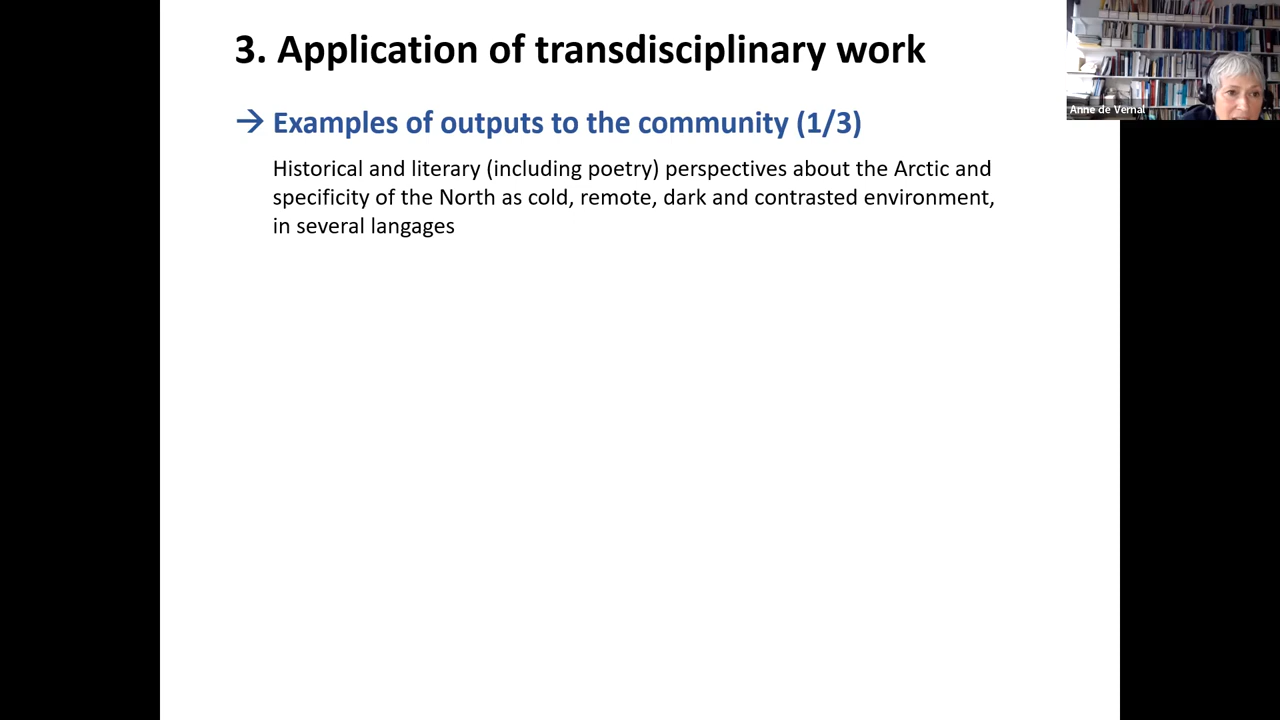 3. Application of transdisciplinary work
→ Examples of outputs to the community (1/3)
Historical and literary (including poetry) perspectives about the Arctic and
specificity of the North as cold, remote, dark and contrasted environment,
in several langages
Anne de Vernal